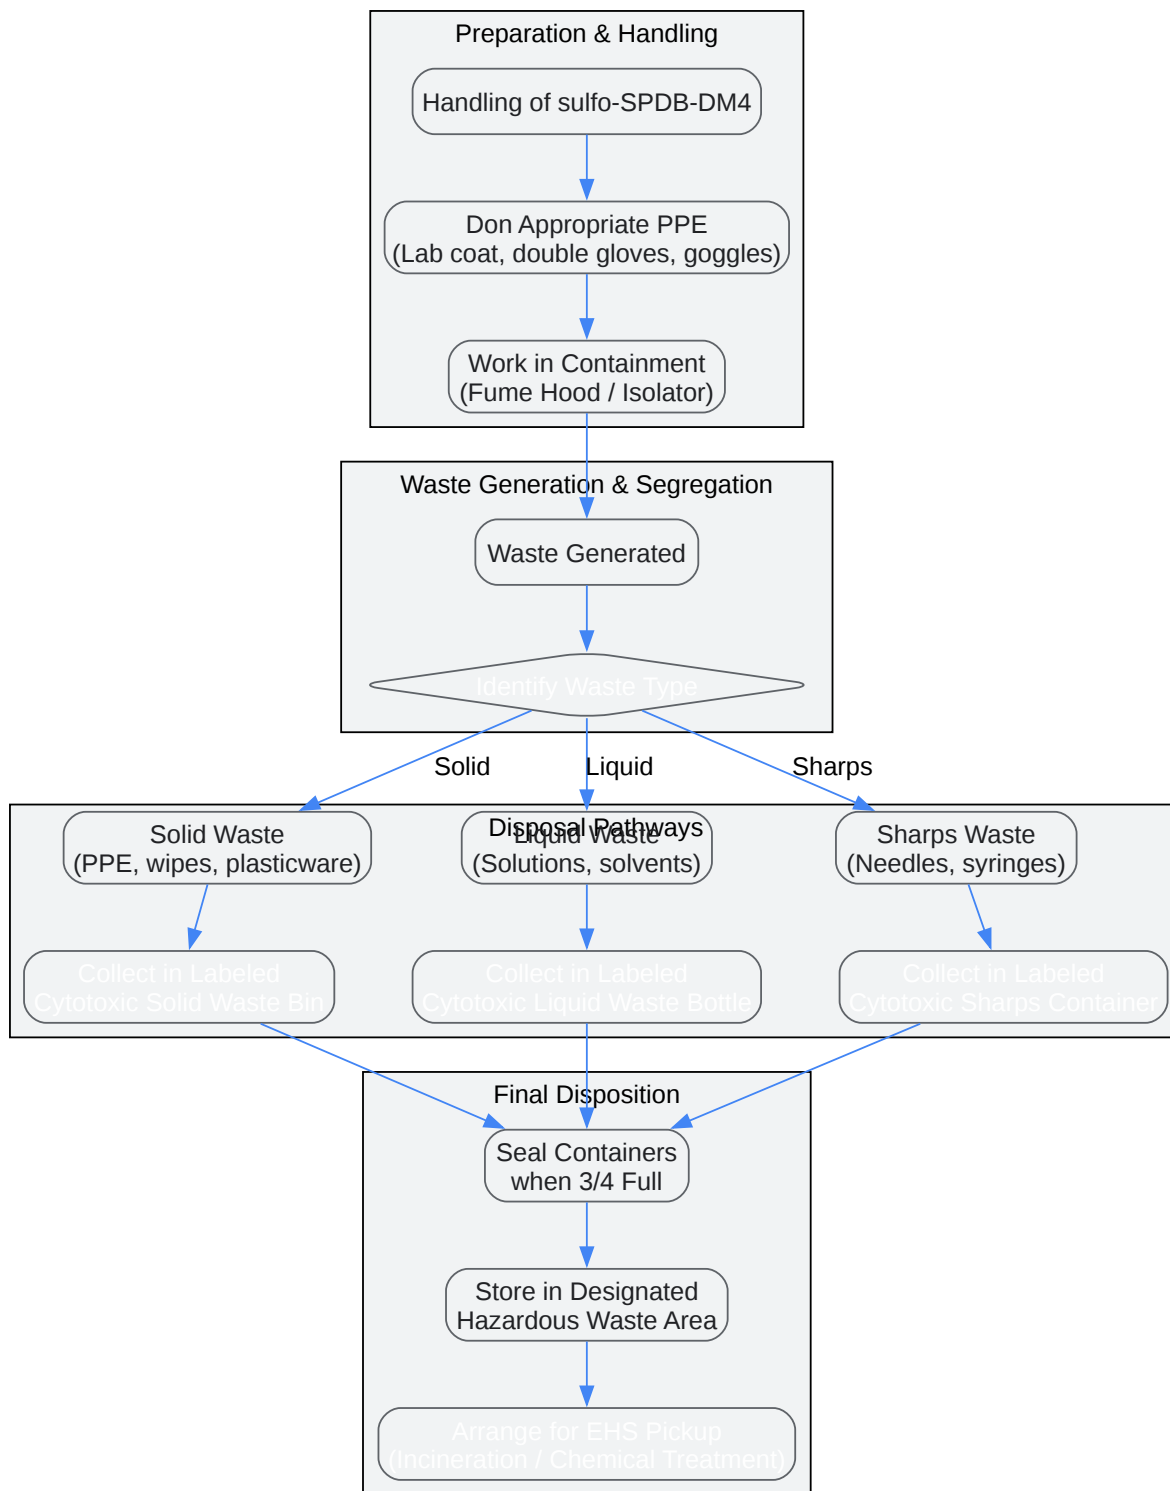 Preparation & Handling
Handling of sulfo-SPDB-DM4
Don Appropriate PPE
(Lab coat, double gloves, goggles)
Work in Containment
(Fume Hood / Isolator)
Waste Generation & Segregation
Waste Generated
Identify Waste Type
Solid
Liquid
Sharps
Disposal Pathways
Solid Waste
(PPE, wipes, plasticware)
Liquid Waste
(Solutions, solvents)
Sharps Waste
(Needles, syringes)
Collect in Labeled
Cytotoxic Solid Waste Bin
Collect in Labeled
Cytotoxic Liquid Waste Bottle
Collect in Labeled
Cytotoxic Sharps Container
Final Disposition
Seal Containers
when 3/4 Full
Store in Designated
Hazardous Waste Area
Arrange for EHS Pickup
(Incineration / Chemical Treatment)